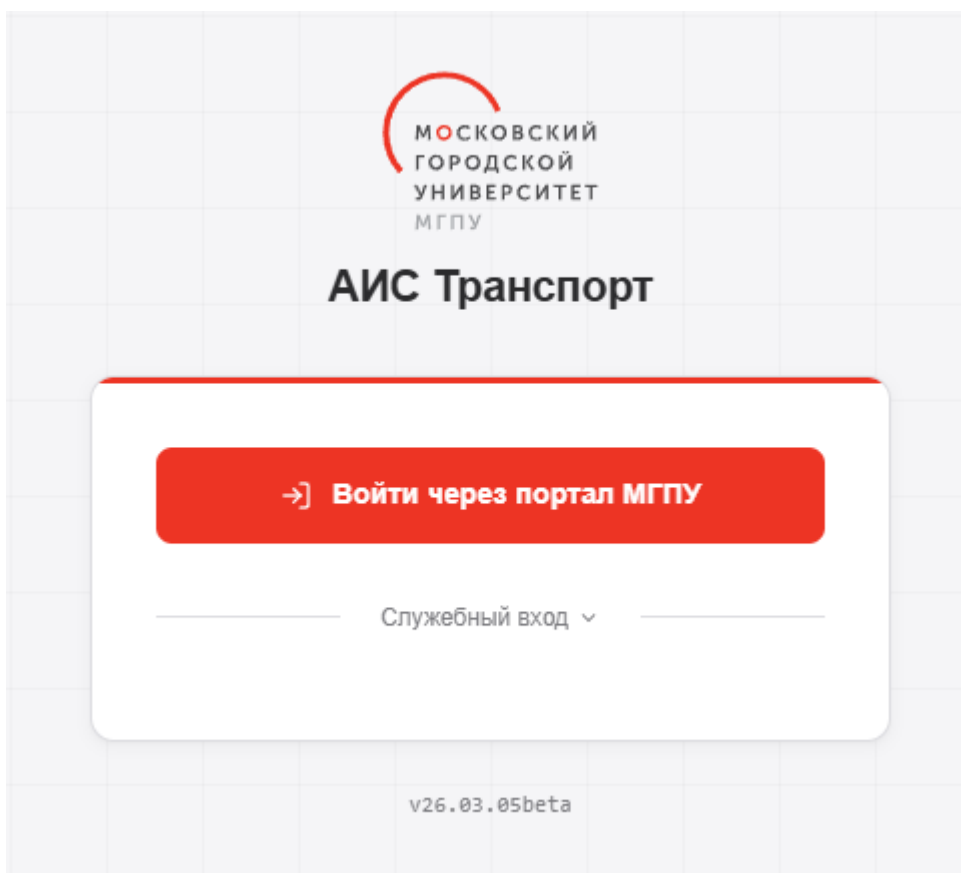 МОСКОВСКИЙ
ГОРОДСКОЙ
УНИВЕРСИТЕТ
МГПУ
АИС Транспорт
Войти через портал МГПУ
Служебный вход
v26.03.05beta